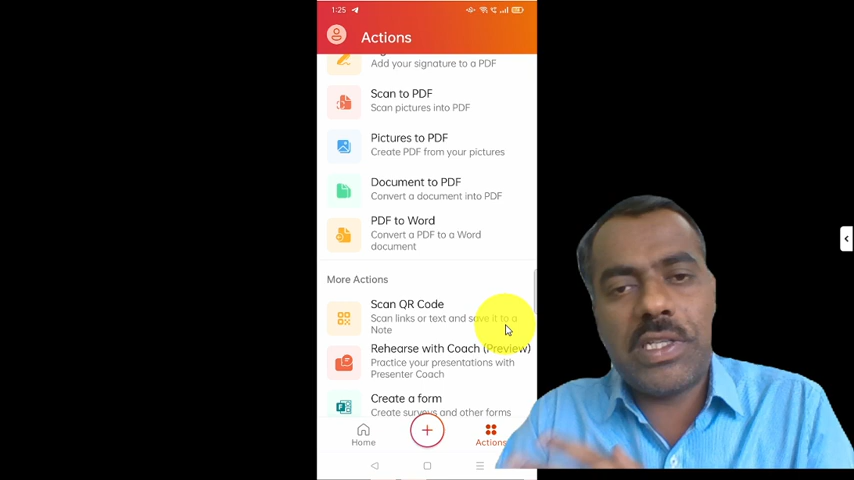 1:25
Actions
Add your signature to a PDF
Scan to PDF
Scan pictures into PDF
Pictures to PDF
Create PDF from your pictures
Document to PDF
Convert a document into PDF
PDF to Word
Convert a PDF to a Word
document
More Actions
Scan QR Code
Scan links or text and save it to a
Note
Rehearse with Coach (Preview)
Practice your presentations with
Presenter Coach
Create a form
Create surveys and other forms
Home
Actions